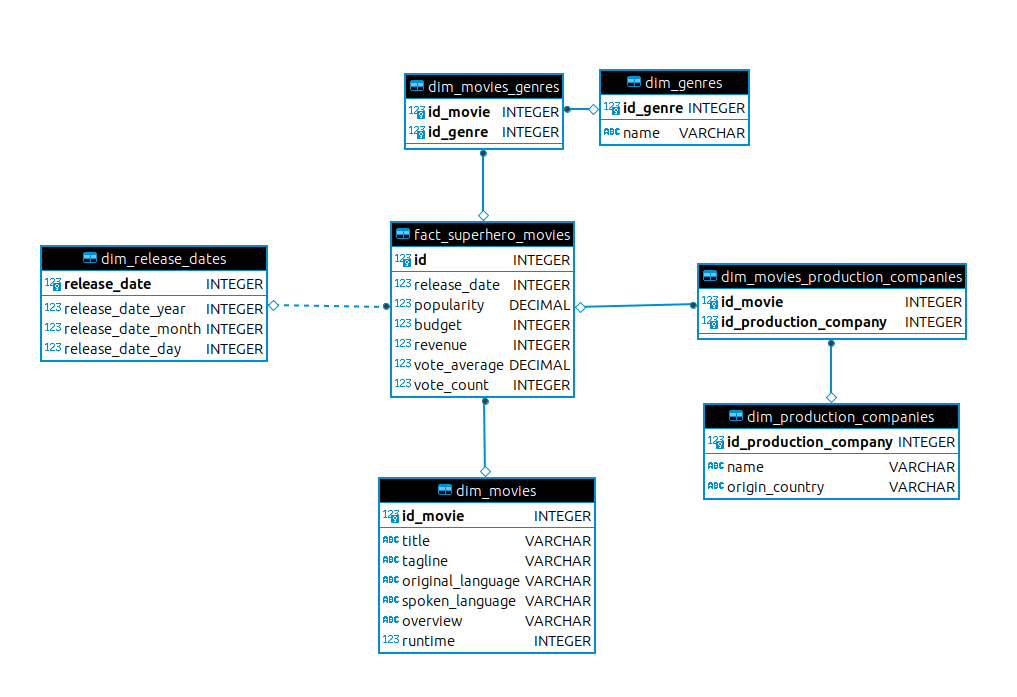 dim_movies_genres
id_movie INTEGER
id_genre INTEGER
dim_genres
id_genre INTEGER
ABC name VARCHAR
dim_release_dates
release_date INTEGER
123 release_date_year INTEGER
123 release_date_month INTEGER
123 release_date_day INTEGER
fact_superhero_movies
123 id INTEGER
123 release_date INTEGER
123 popularity DECIMAL
123 budget INTEGER
123 revenue INTEGER
123 vote_average DECIMAL
123 vote_count INTEGER
dim_movies_production_companies
123 id_movie INTEGER
123 id_production_company INTEGER
dim_production_companies
123 id_production_company INTEGER
ABC name VARCHAR
ABC origin_country VARCHAR
dim_movies
123 id_movie INTEGER
ABC title VARCHAR
ABC tagline VARCHAR
ABC original_language VARCHAR
ABC spoken_language VARCHAR
ABC overview VARCHAR
123 runtime INTEGER